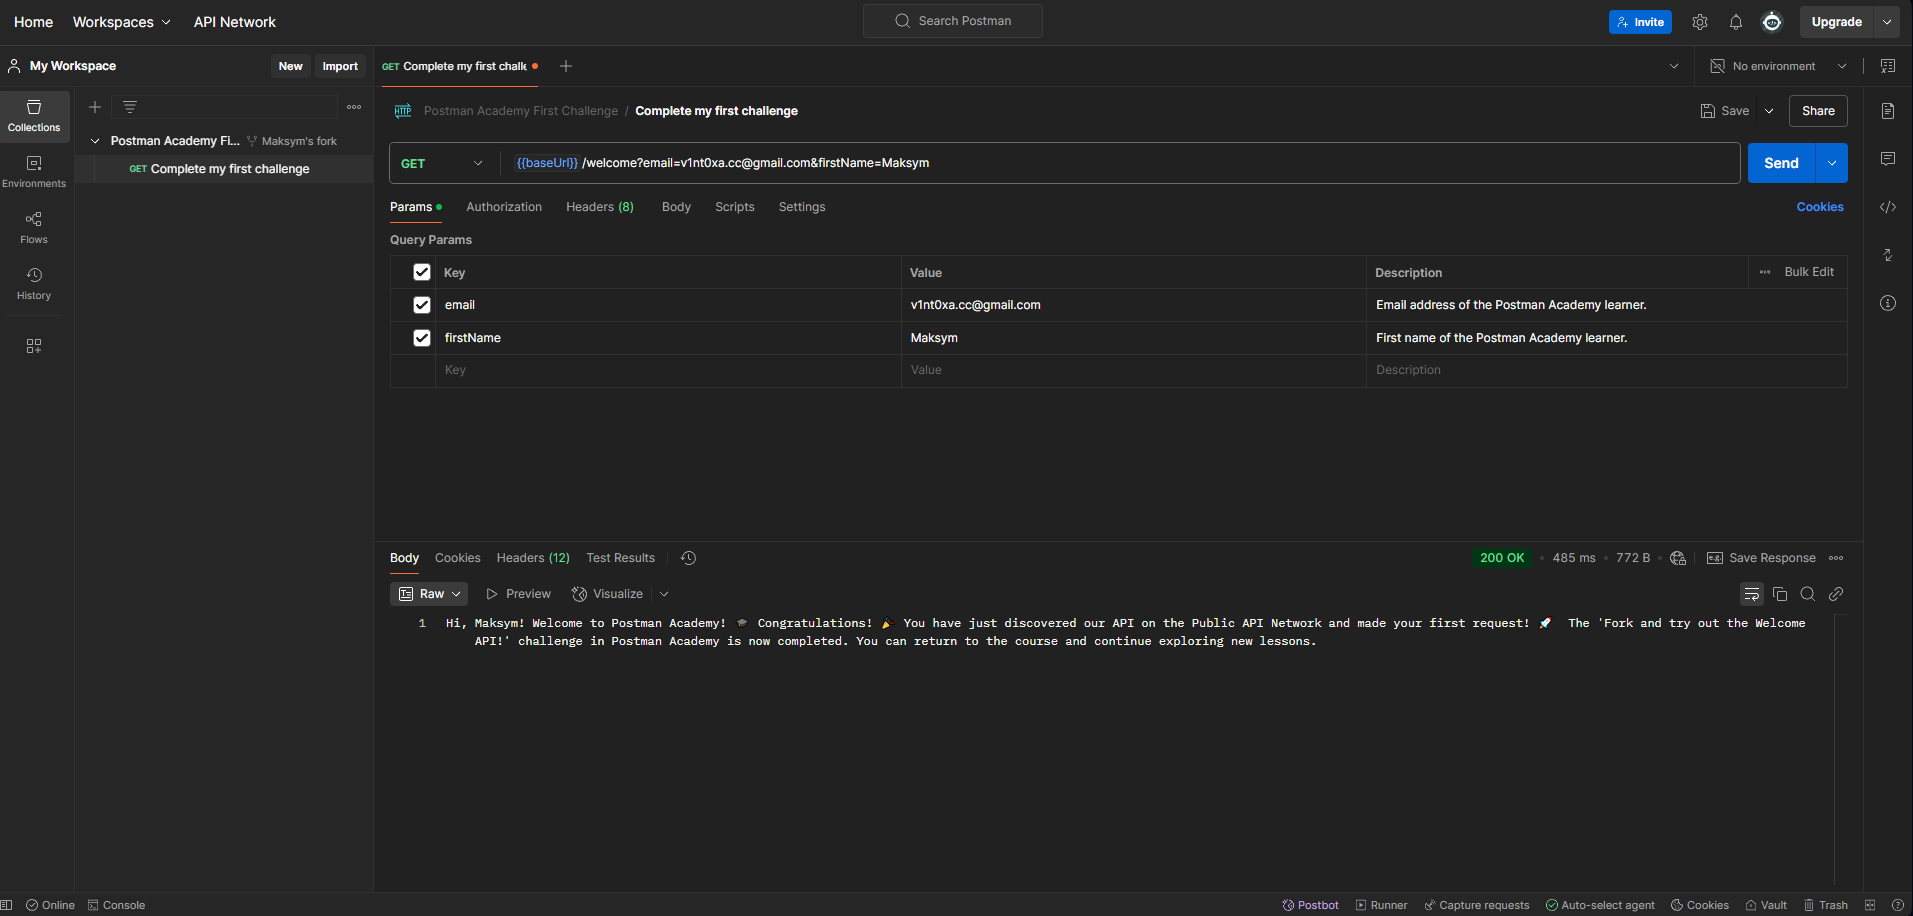 Home Workspaces API Network Search Postman Invite Upgrade
My Workspace New Import GET Complete my first challe No environment
Collections
Postman Academy First Challenge / Complete my first challenge Save Share
Postman Academy Fi... Maksym's fork
GET Complete my first challenge
GET {{baseUrl}} /welcome?email=v1nt0xa.cc@gmail.com&firstName=Maksym Send
Environments
Params Authorization Headers (8) Body Scripts Settings Cookies
Flows
Query Params
Key Value Description Bulk Edit
History
email v1nt0xa.cc@gmail.com Email address of the Postman Academy learner.
firstName Maksym First name of the Postman Academy learner.
Key Value Description
Body Cookies Headers (12) Test Results 200 OK • 485 ms • 772 B • e.g. Save Response
Raw Preview Visualize
1 Hi, Maksym! Welcome to Postman Academy! 🎓 Congratulations! 🎉 You have just discovered our API on the Public API Network and made your first request! 🚀 The 'Fork and try out the Welcome
API!' challenge in Postman Academy is now completed. You can return to the course and continue exploring new lessons.
Online Console Postbot Runner Capture requests Auto-select agent Cookies Vault Trash